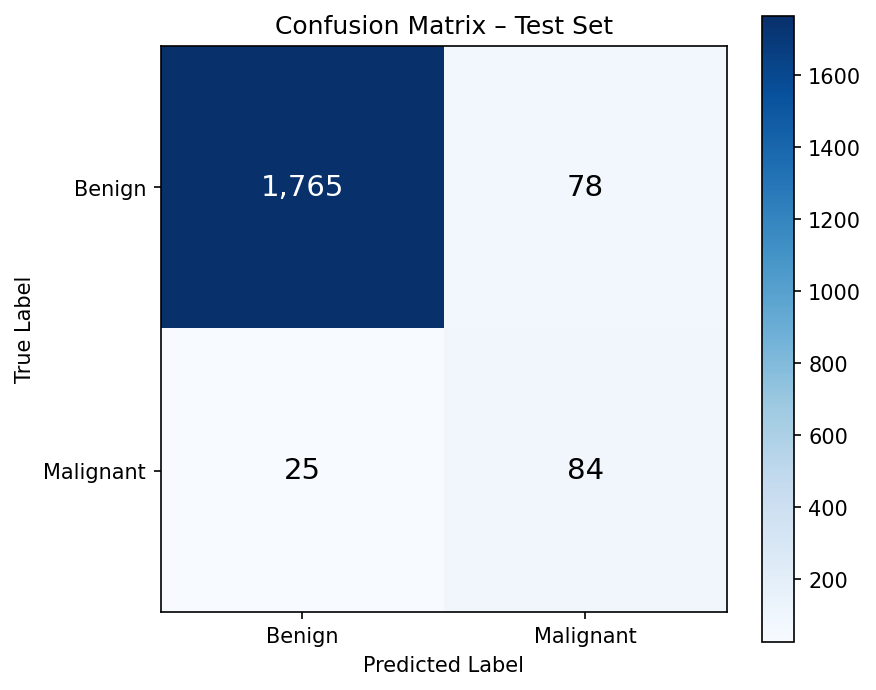 Confusion Matrix – Test Set
True Label
Benign
Malignant
1,765
78
25
84
Benign
Malignant
Predicted Label
1600
1400
1200
1000
800
600
400
200